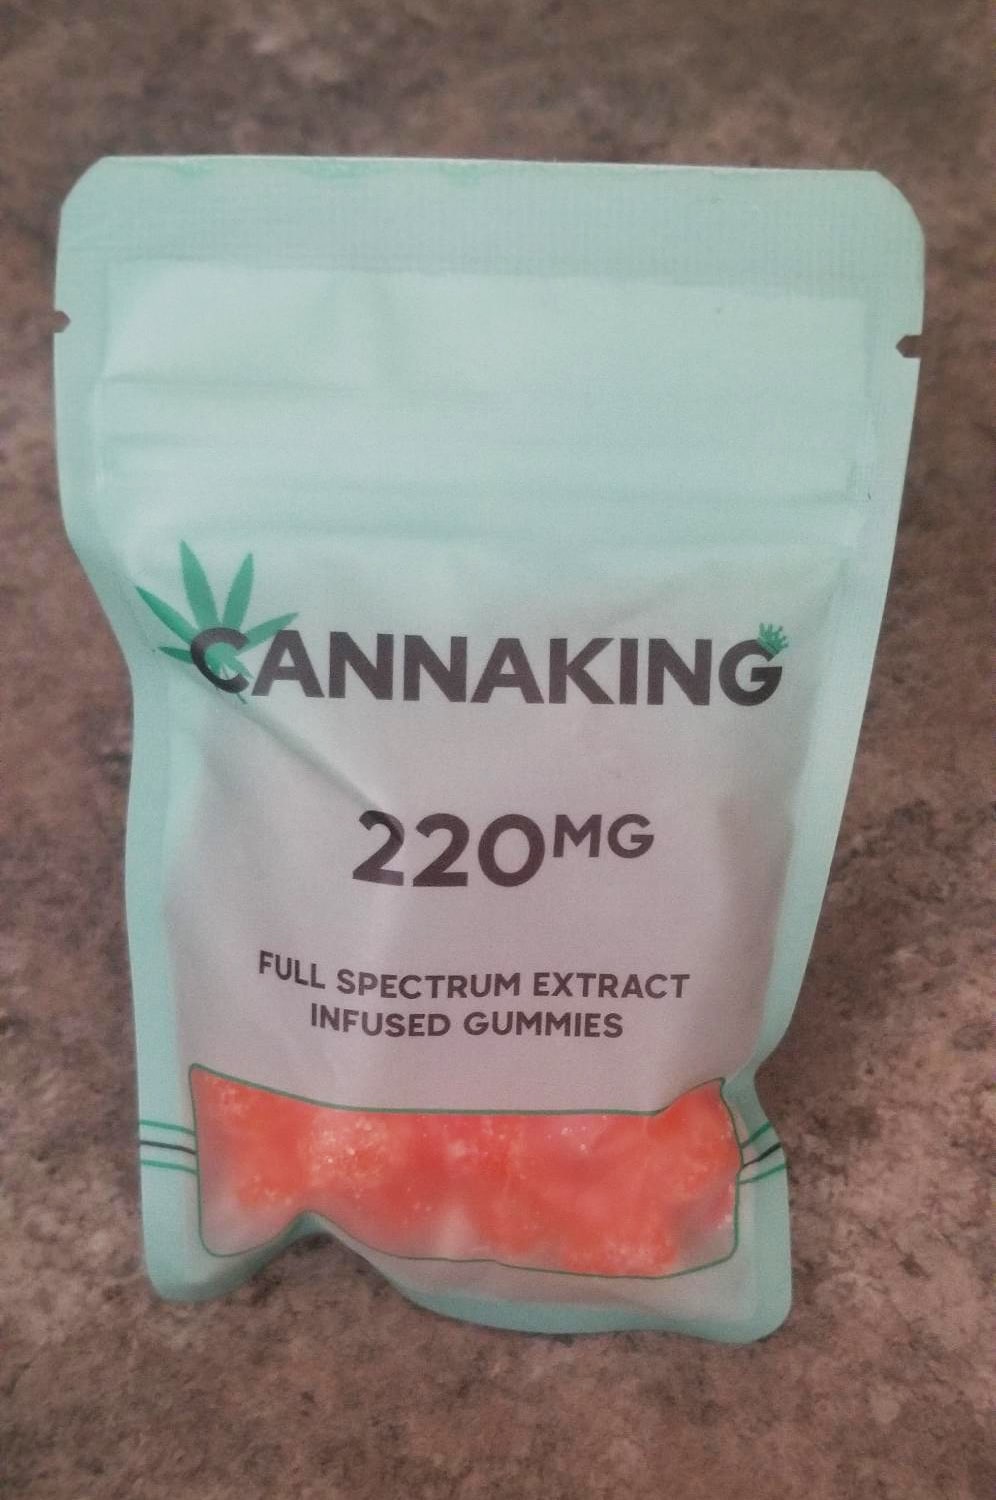 CANNAKING
220MG
FULL SPECTRUM EXTRACT
INFUSED GUMMIES